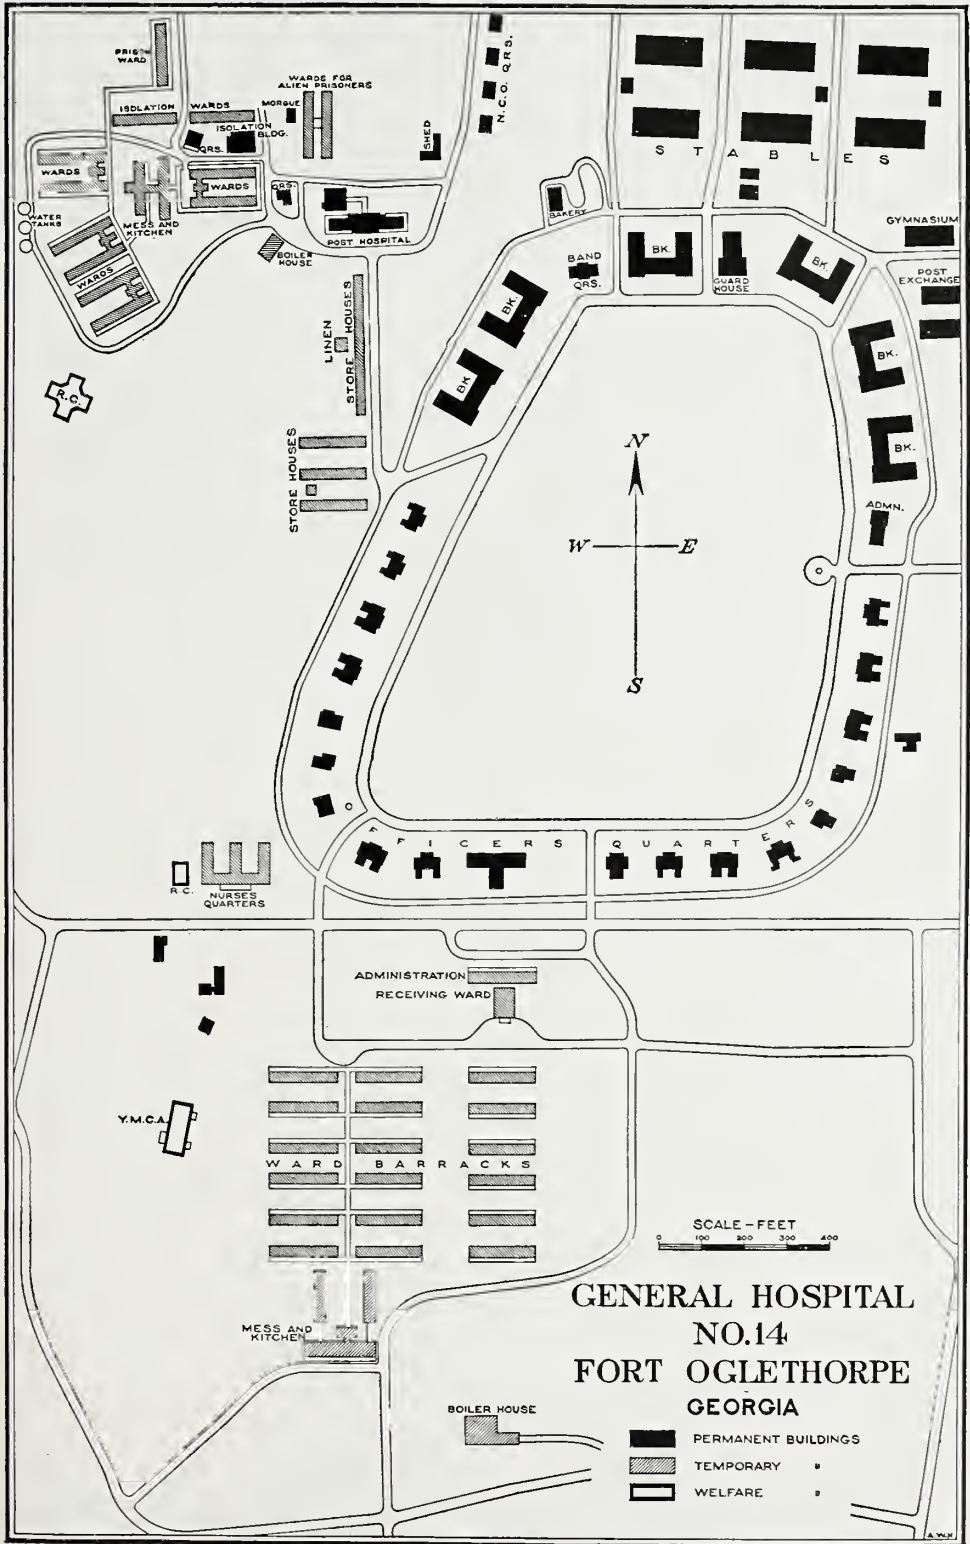 PRISON
WARD
ISOLATION WARDS
MORGUE
WARDS FOR
ALIEN PRISONERS
N.C.O. QRS.
SHED
ISOLATION
BLDG.
QRS.
WARDS
WARDS
QRS.
STABLES
WATER
TANKS
MESS AND
KITCHEN
WARDS
BOILER
HOUSE
POST HOSPITAL
BAKERY
GYMNASIUM
BAND
QRS.
BK.
GUARD
HOUSE
BK.
POST
EXCHANGE
LINEN
STORE HOUSES
BK.
BK.
BK
BK.
R.C.
STORE HOUSES
ADMN.
N
W E
S
OFFICERS QUARTERS
R.C.
NURSES
QUARTERS
ADMINISTRATION
RECEIVING WARD
Y.M.C.A.
WARD BARRACKS
SCALE-FEET
0 100 200 300 400
GENERAL HOSPITAL
NO.14
FORT OGLETHORPE
GEORGIA
MESS AND
KITCHEN
BOILER HOUSE
PERMANENT BUILDINGS
TEMPORARY "
WELFARE "
A.W.H.